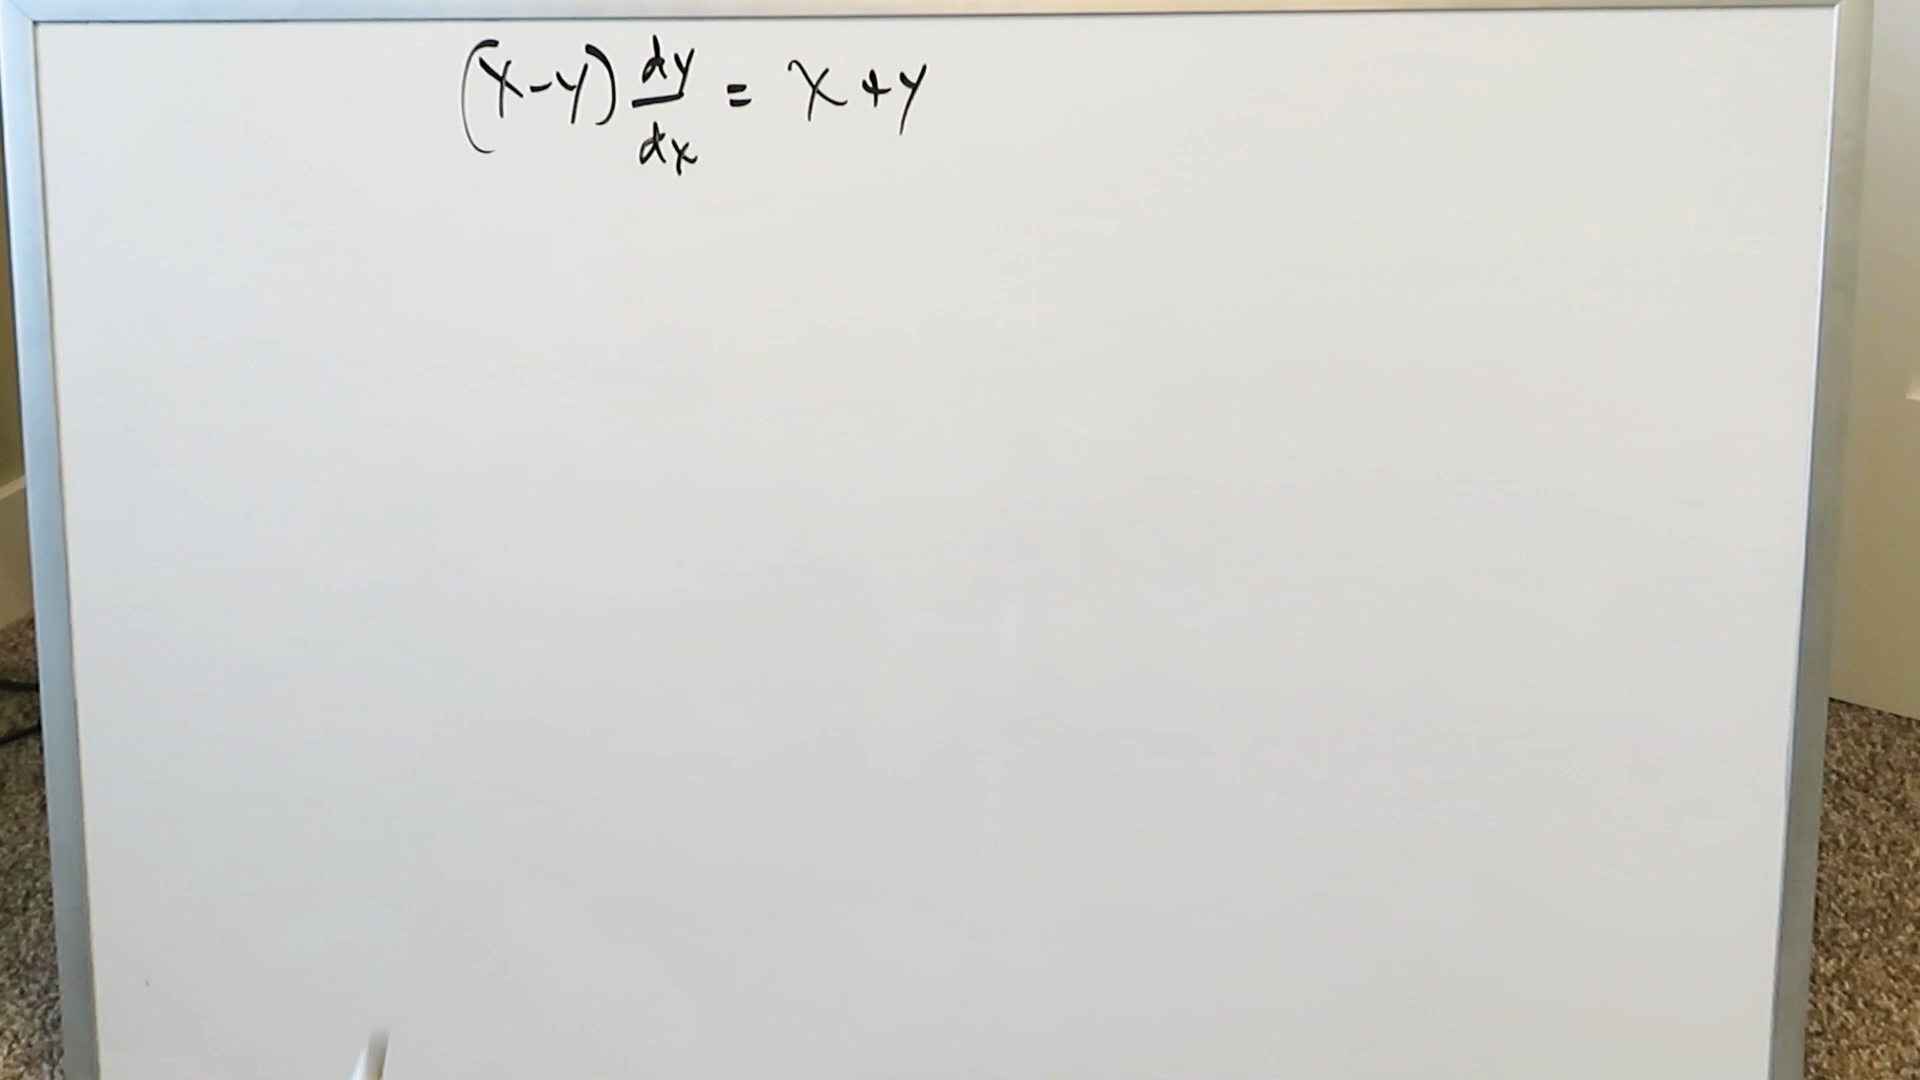 (x-y) dy/dx = x+y